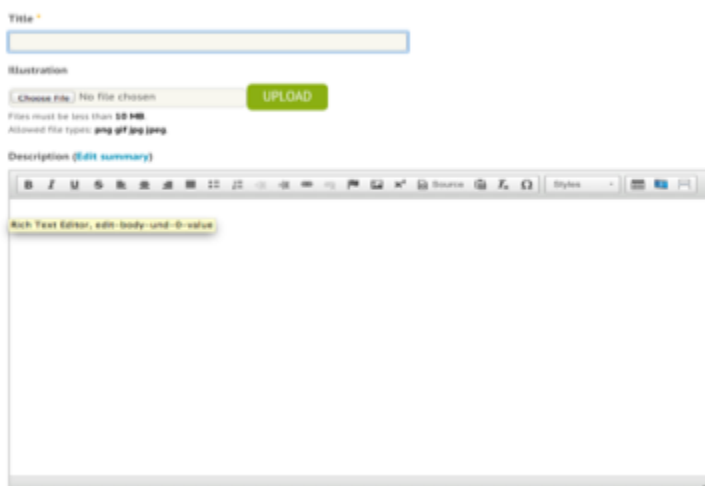 Title *
Illustration
Choose File No file chosen UPLOAD
Files must be less than 10 MB.
Allowed file types: png gif jpg jpeg.
Description (Edit summary)
B I U S Source Ix Ω Styles
Rich Text Editor, edit-body-und-0-value